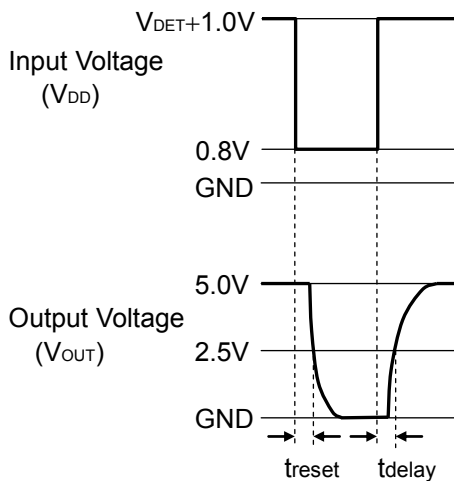 VDET+1.0V
Input Voltage
(VDD)
0.8V
GND
5.0V
Output Voltage
(VOUT)
2.5V
GND
treset tdelay